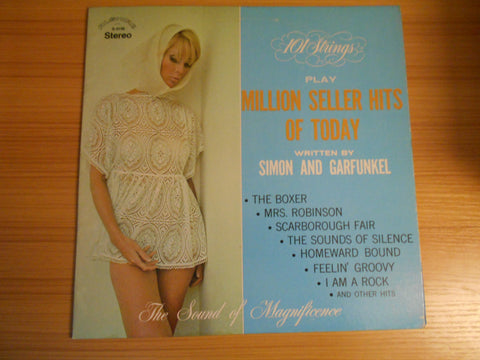 Stereo
101 Strings
PLAY
MILLION SELLER HITS
OF TODAY
WRITTEN BY
SIMON AND GARFUNKEL
• THE BOXER
• MRS. ROBINSON
• SCARBOROUGH FAIR
• THE SOUNDS OF SILENCE
• HOMEWARD BOUND
• FEELIN' GROOVY
• I AM A ROCK
• AND OTHER HITS
The Sound of Magnificence